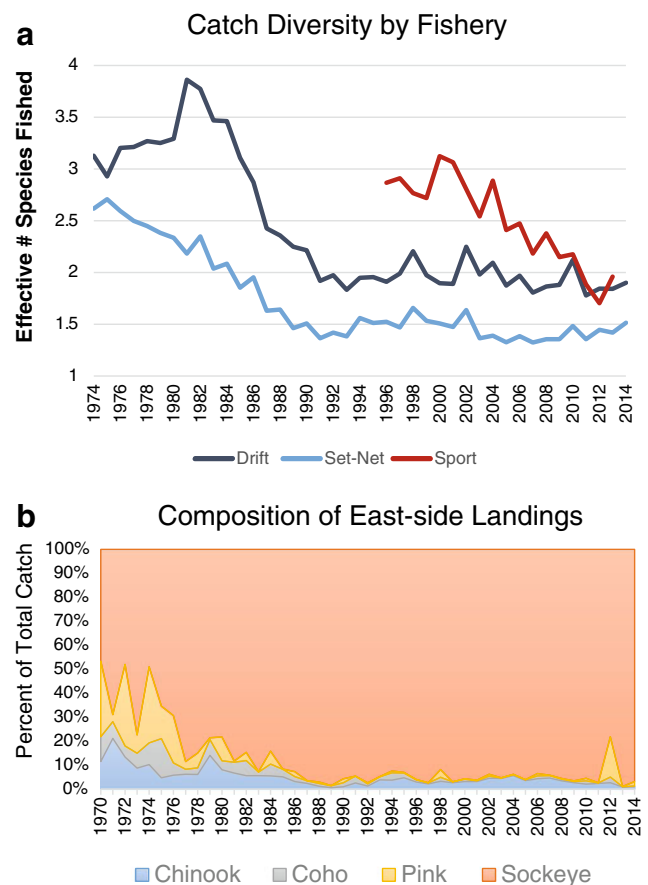 a
Catch Diversity by Fishery
Effective # Species Fished
4
3.5
3
2.5
2
1.5
1
1974 1976 1978 1980 1982 1984 1986 1988 1990 1992 1994 1996 1998 2000 2002 2004 2006 2008 2010 2012 2014
Drift Set-Net Sport
b
Composition of East-side Landings
Percent of Total Catch
100%
90%
80%
70%
60%
50%
40%
30%
20%
10%
0%
1970 1972 1974 1976 1978 1980 1982 1984 1986 1988 1990 1992 1994 1996 1998 2000 2002 2004 2006 2008 2010 2012 2014
Chinook Coho Pink Sockeye